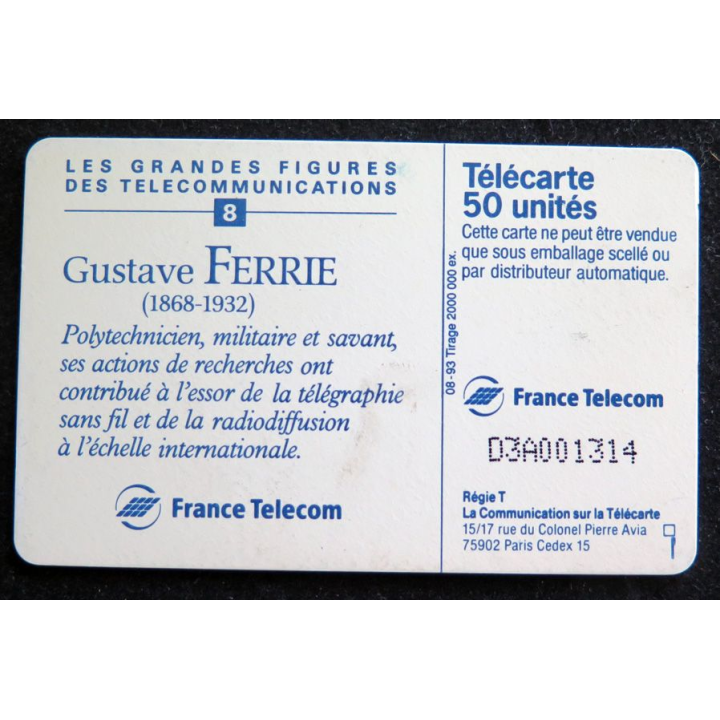 LES GRANDES FIGURES
DES TELECOMMUNICATIONS
8
Gustave FERRIE
(1868-1932)
Polytechnicien, militaire et savant,
ses actions de recherches ont
contribué à l'essor de la télégraphie
sans fil et de la radiodiffusion
à l'échelle internationale.
France Telecom
08-93 Tirage 2000 000 ex.
Télécarte
50 unités
Cette carte ne peut être vendue
que sous emballage scellé ou
par distributeur automatique.
France Telecom
D3A001314
Régie T
La Communication sur la Télécarte
15/17 rue du Colonel Pierre Avia
75902 Paris Cedex 15